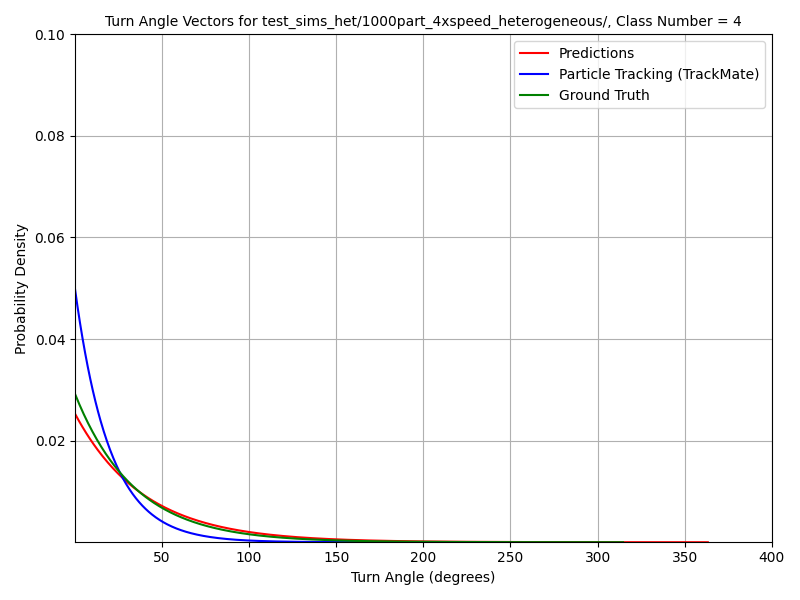 Turn Angle Vectors for test_sims_het/1000part_4xspeed_heterogeneous/, Class Number = 4
Predictions
Particle Tracking (TrackMate)
Ground Truth
Probability Density
0.10
0.08
0.06
0.04
0.02
50 100 150 200 250 300 350 400
Turn Angle (degrees)